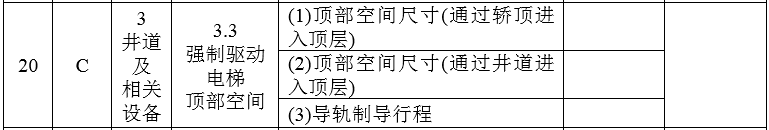 20
C
3
井道
及
相关
设备
3.3
强制驱动
电梯
顶部空间
(1)顶部空间尺寸(通过轿顶进
入顶层)
(2)顶部空间尺寸(通过井道进
入顶层)
(3)导轨制导行程